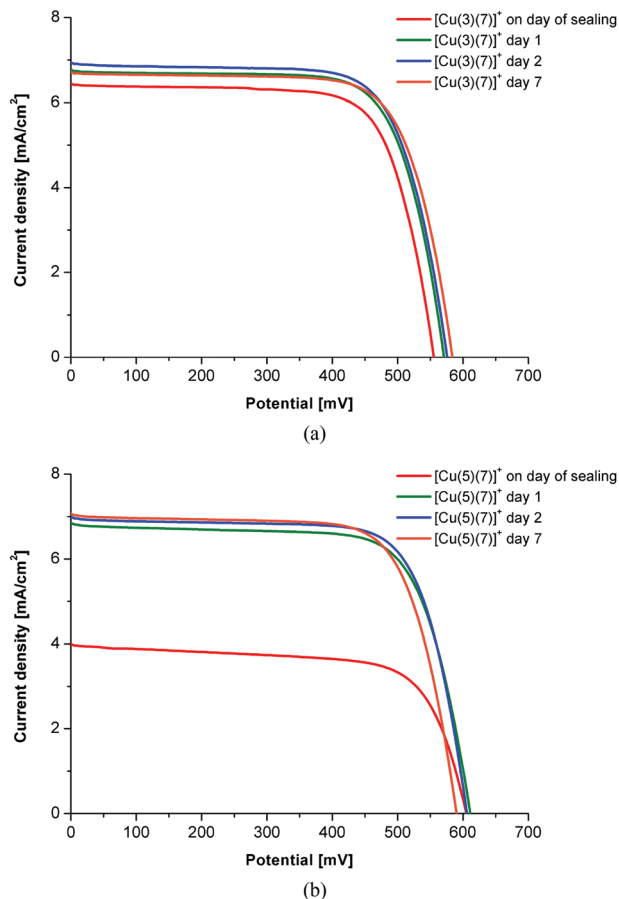 8
6
4
2
0
0 100 200 300 400 500 600 700
Current density [mA/cm²]
Potential [mV]
[Cu(3)(7)]⁺ on day of sealing
[Cu(3)(7)]⁺ day 1
[Cu(3)(7)]⁺ day 2
[Cu(3)(7)]⁺ day 7
(a)
8
6
4
2
0
0 100 200 300 400 500 600 700
Current density [mA/cm²]
Potential [mV]
[Cu(5)(7)]⁺ on day of sealing
[Cu(5)(7)]⁺ day 1
[Cu(5)(7)]⁺ day 2
[Cu(5)(7)]⁺ day 7
(b)